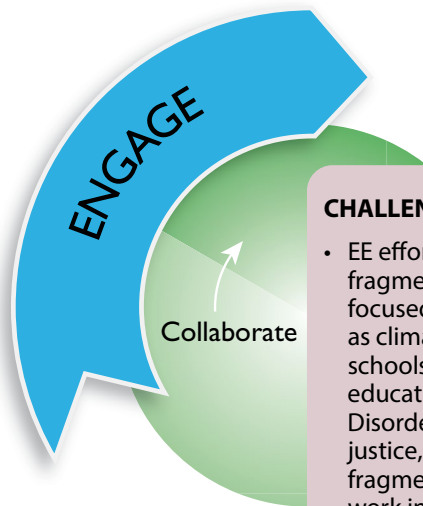 ENGAGE
Collaborate
CHALLEN
• EE effor
fragme
focused
as clima
schools
educat
Disorde
justice,
fragme